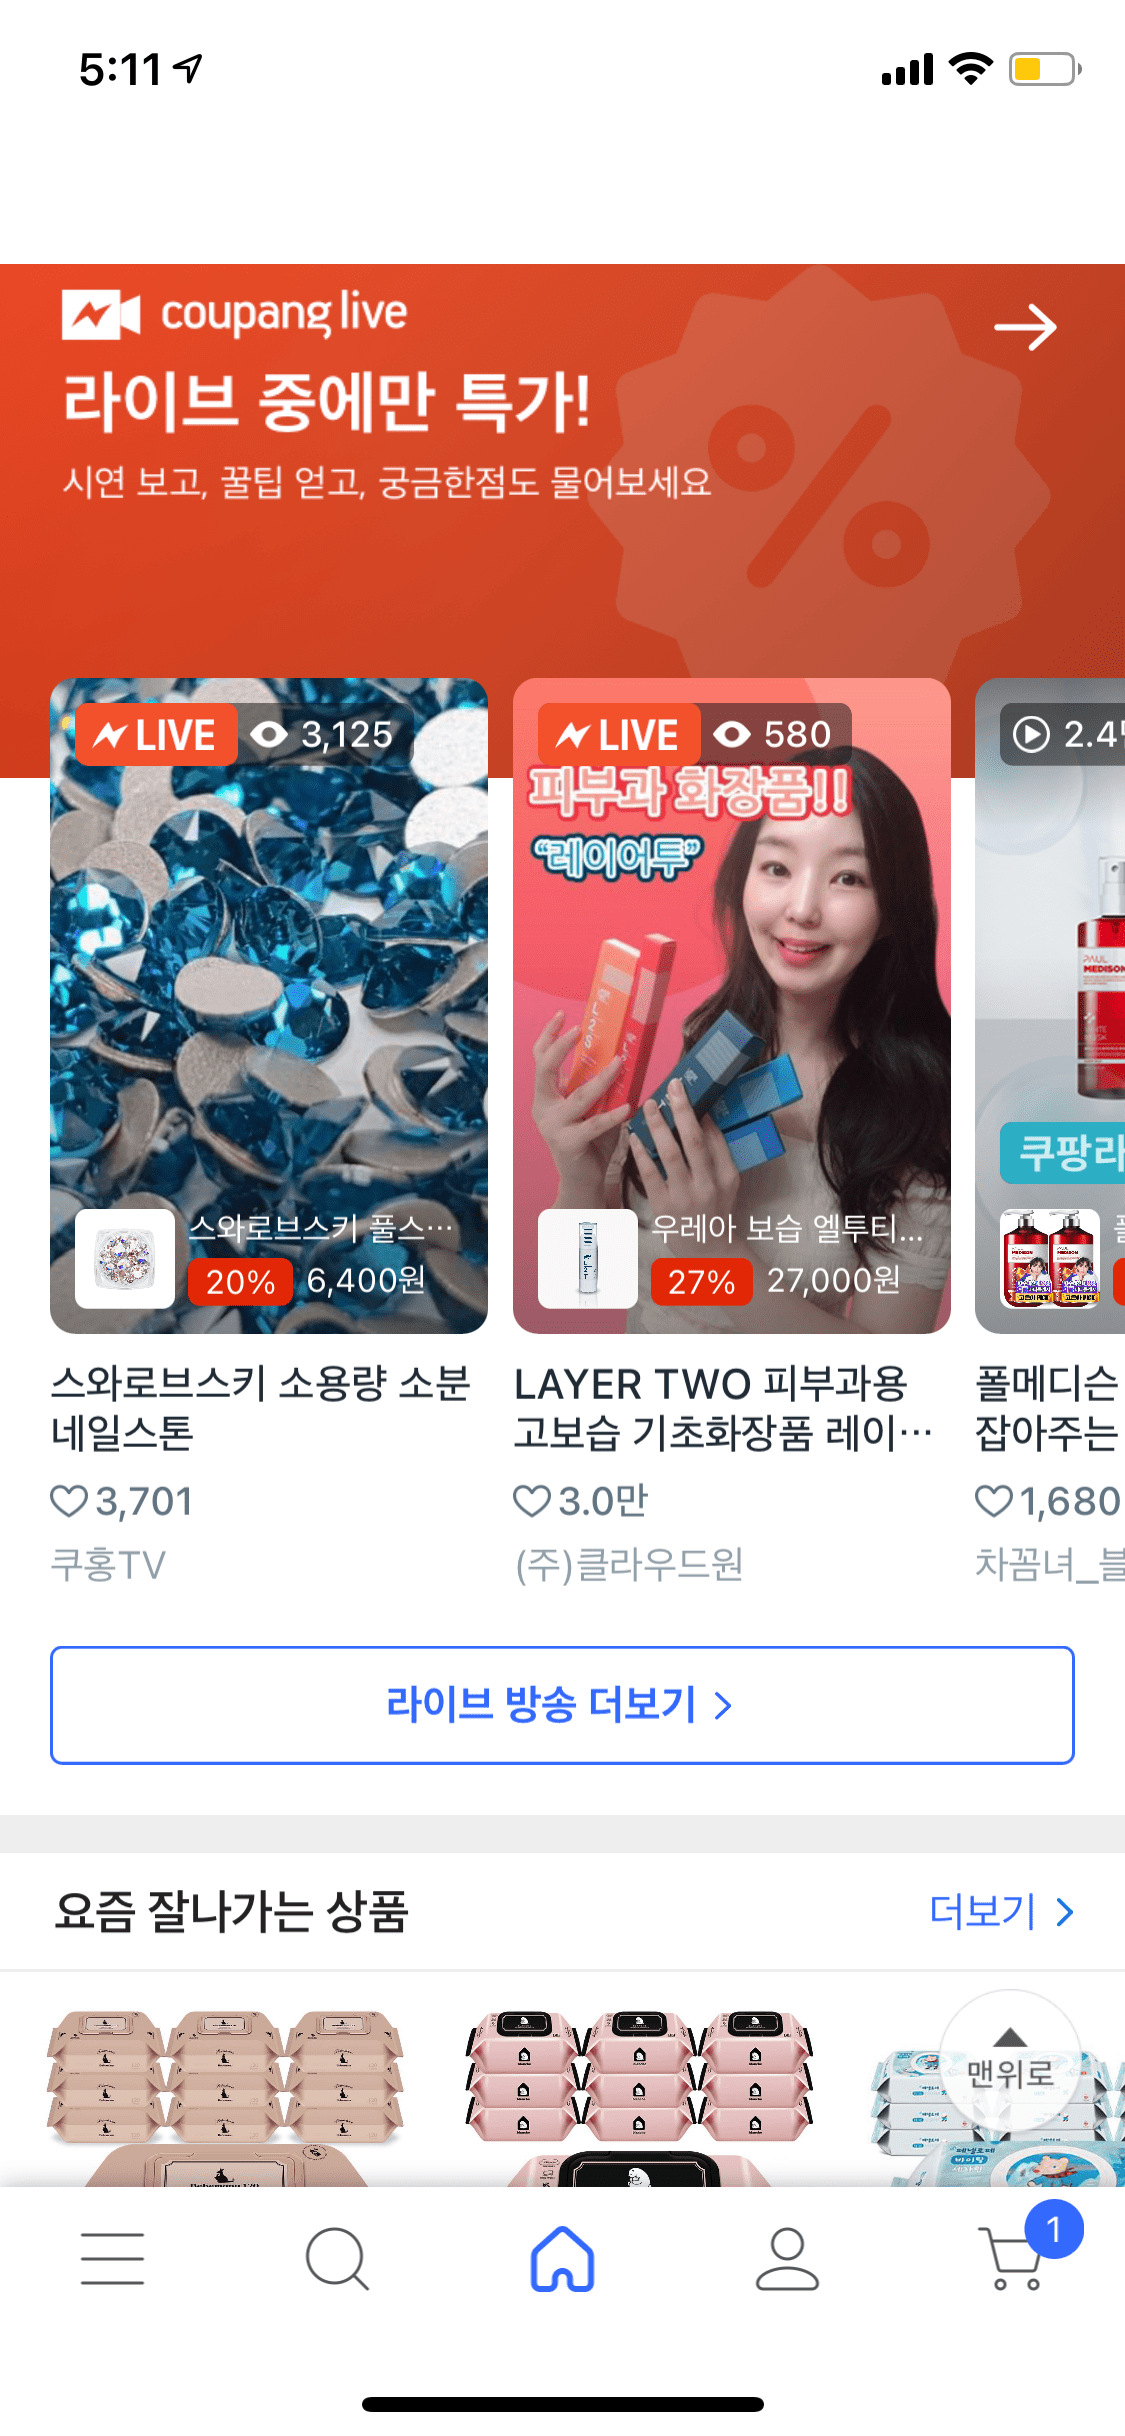 5:11
coupang live
라이브 중에만 특가!
시연 보고, 꿀팁 얻고, 궁금한점도 물어보세요
LIVE 3,125
LIVE 580
2.4
피부과 화장품!!
“레이어투”
PAUL
MEDISON
쿠팡라
스와로브스키 풀스…
20% 6,400원
우레아 보습 엘투티...
27% 27,000원
스와로브스키 소용량 소분
네일스톤
3,701
쿠홍TV
LAYER TWO 피부과용
고보습 기초화장품 레이…
3.0만
(주)클라우드원
폴메디슨
잡아주는
1,680
차꼼녀_블
라이브 방송 더보기
요즘 잘나가는 상품
더보기
맨위로
1